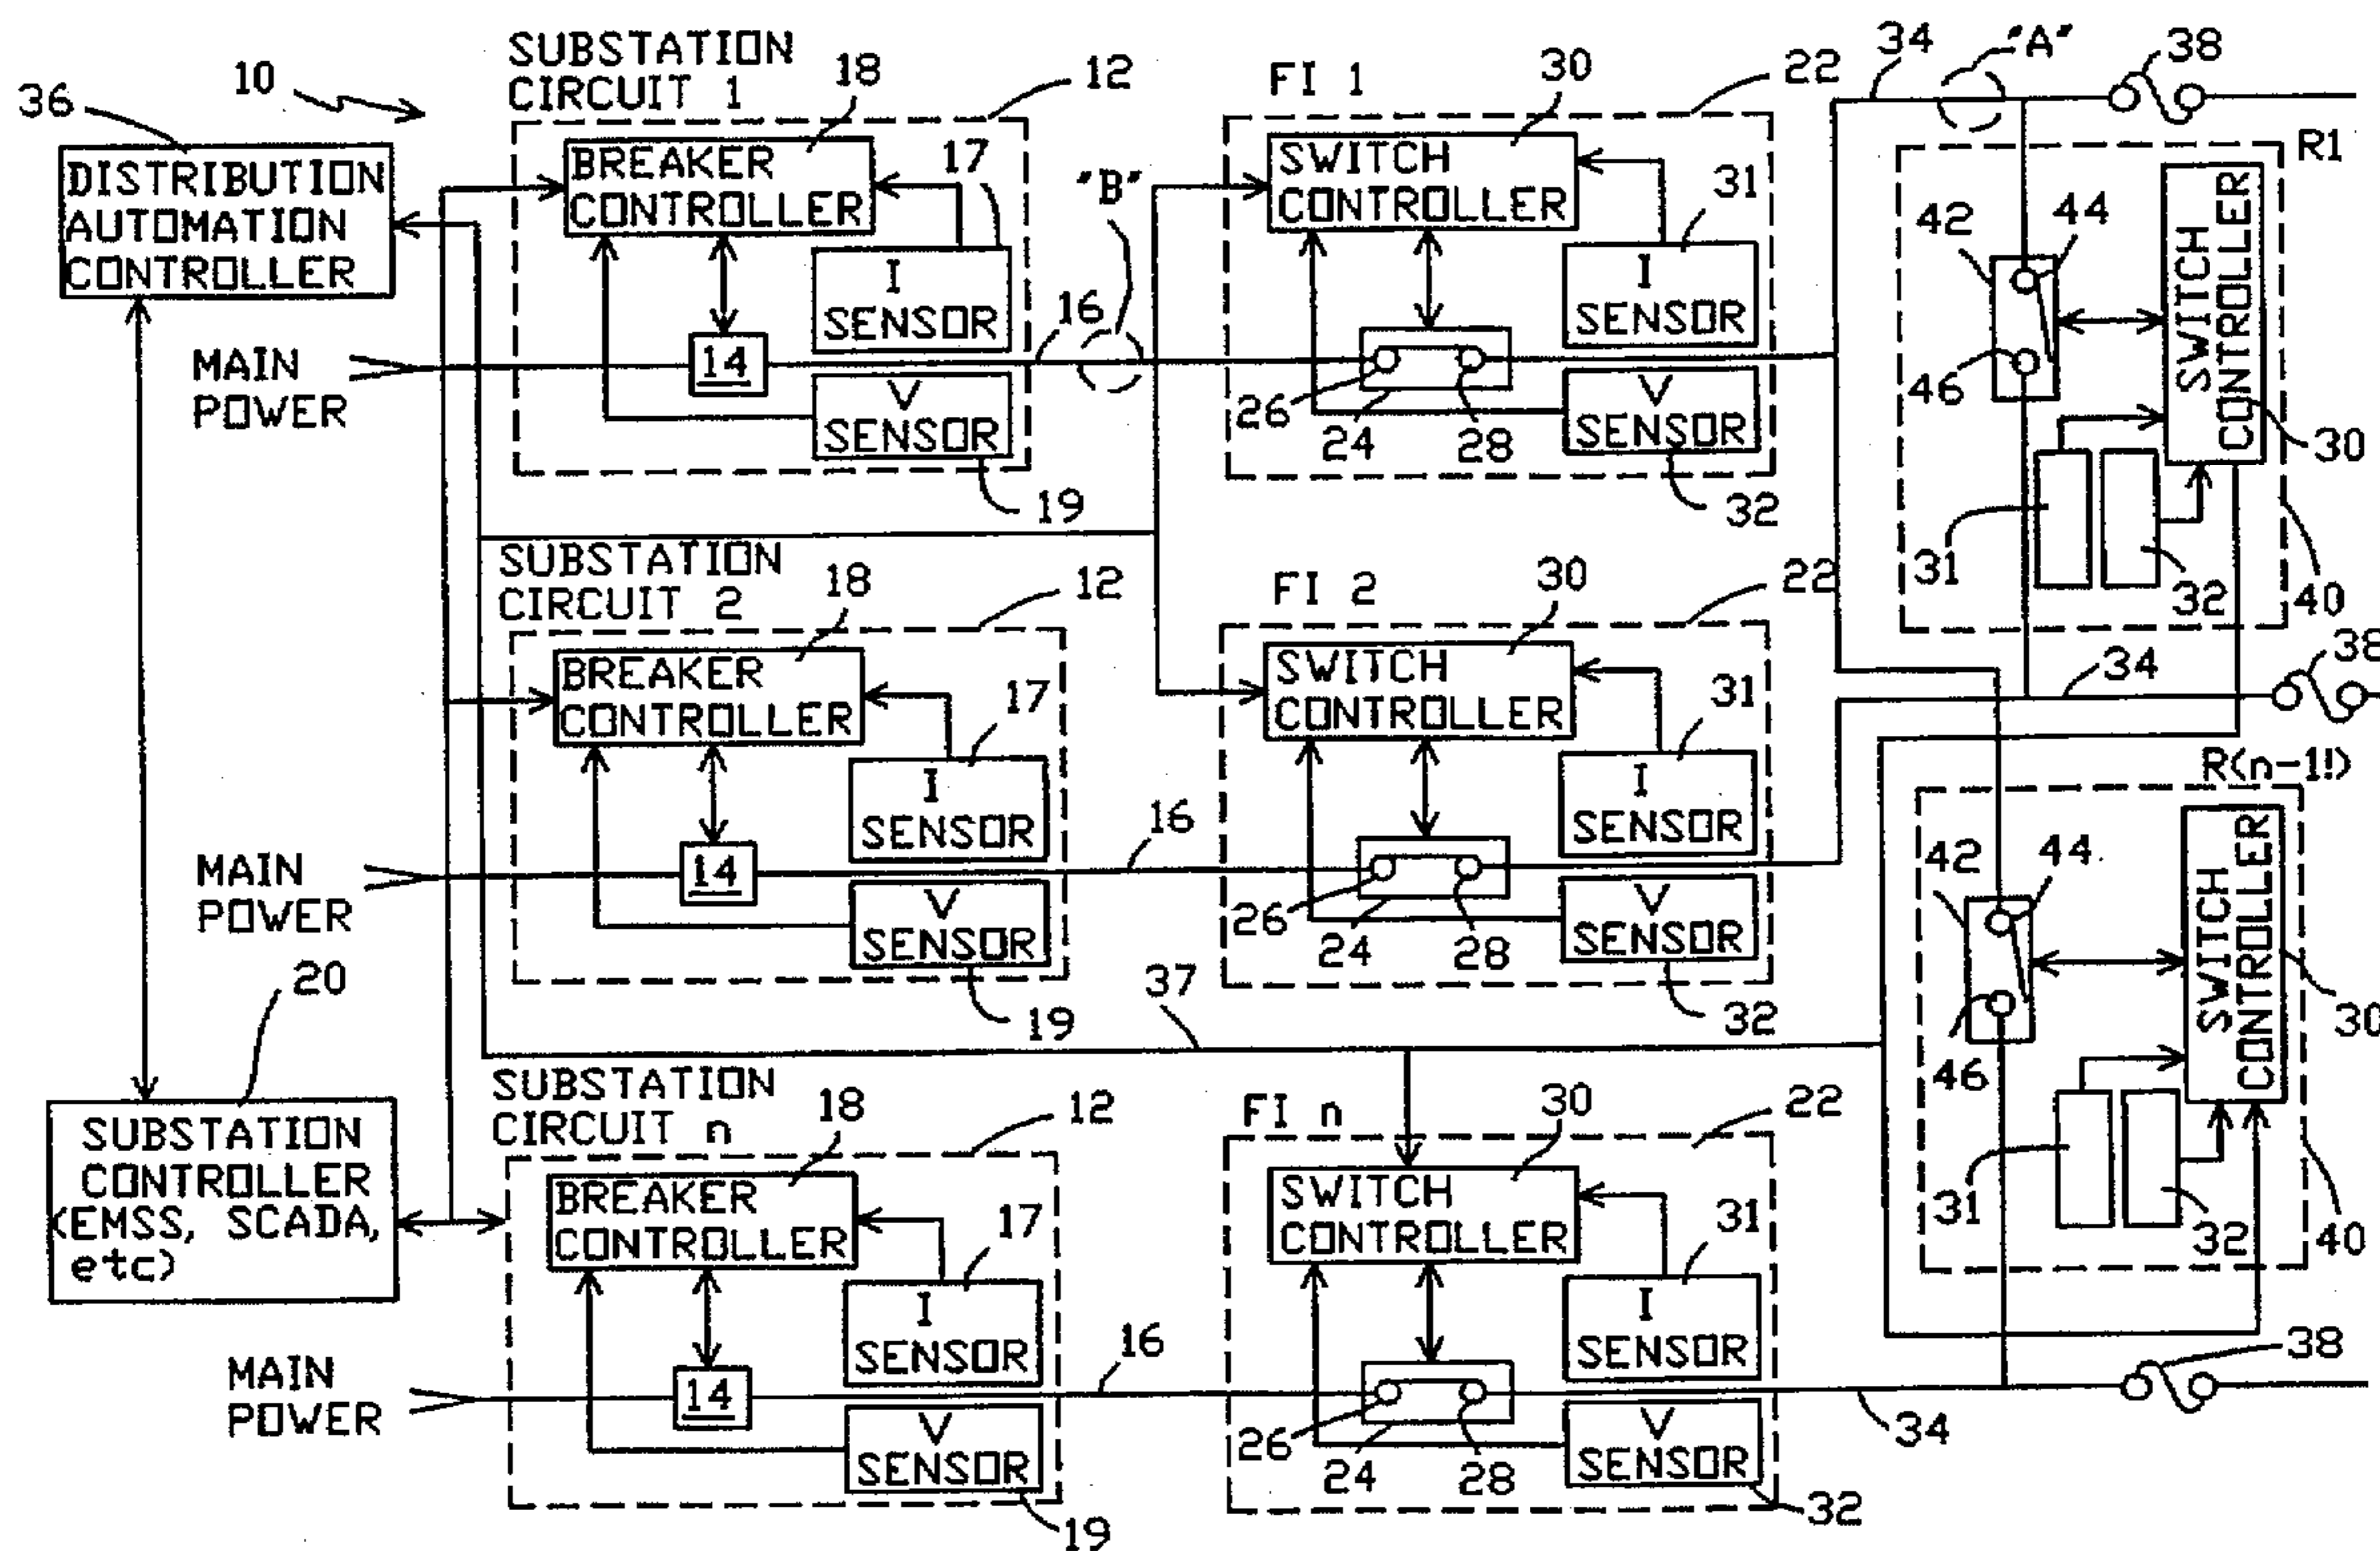 SUBSTATION
CIRCUIT 1
10
36
18
12
FI 1
30
22
34
"A"
38
DISTRIBUTION
AUTOMATION
CONTROLLER
BREAKER
CONTROLLER
17
I
SENSOR
14
V
SENSOR
19
MAIN
POWER
16
"B"
SWITCH
CONTROLLER
31
I
SENSOR
26
24
28
V
SENSOR
32
R1
42
44
46
SWITCH
CONTROLLER
30
31
32
40
SUBSTATION
CIRCUIT 2
18
12
FI 2
30
22
34
38
BREAKER
CONTROLLER
17
I
SENSOR
14
V
SENSOR
19
MAIN
POWER
16
SWITCH
CONTROLLER
31
I
SENSOR
26
24
28
V
SENSOR
32
37
R(n-1!)
42
44
46
SWITCH
CONTROLLER
30
31
32
40
20
SUBSTATION
CONTROLLER
(EMSS, SCADA,
etc)
SUBSTATION
CIRCUIT n
18
12
FI n
30
22
BREAKER
CONTROLLER
17
I
SENSOR
14
V
SENSOR
19
MAIN
POWER
16
SWITCH
CONTROLLER
31
I
SENSOR
26
24
28
V
SENSOR
32
34
38